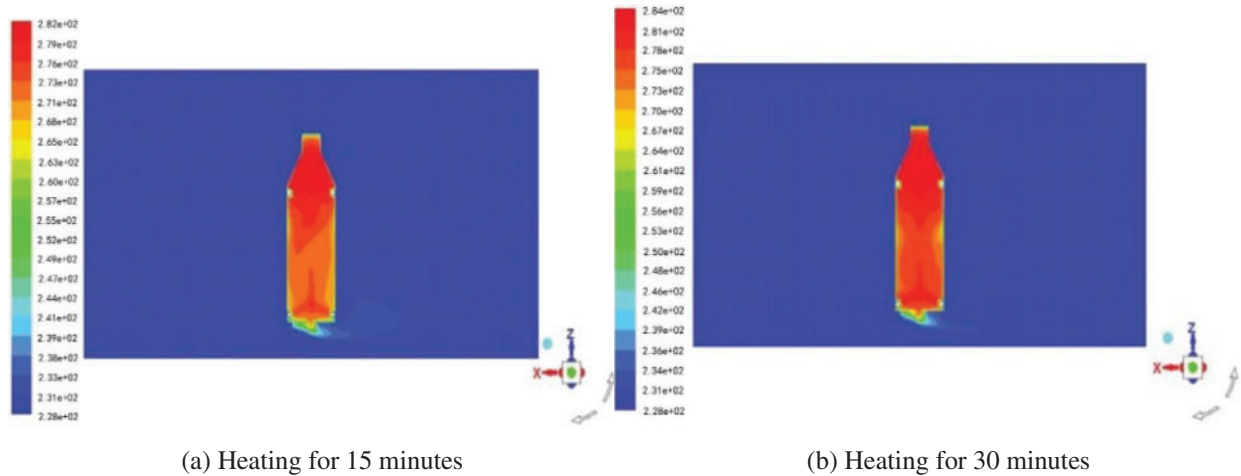 2.82e+02
2.79e+02
2.76e+02
2.73e+02
2.71e+02
2.68e+02
2.65e+02
2.63e+02
2.60e+02
2.57e+02
2.55e+02
2.52e+02
2.49e+02
2.47e+02
2.44e+02
2.41e+02
2.39e+02
2.38e+02
2.33e+02
2.31e+02
2.28e+02
Z
X
(a) Heating for 15 minutes
2.84e+02
2.81e+02
2.78e+02
2.75e+02
2.73e+02
2.70e+02
2.67e+02
2.64e+02
2.61e+02
2.59e+02
2.56e+02
2.53e+02
2.50e+02
2.48e+02
2.46e+02
2.42e+02
2.39e+02
2.36e+02
2.34e+02
2.31e+02
2.28e+02
Z
X
(b) Heating for 30 minutes